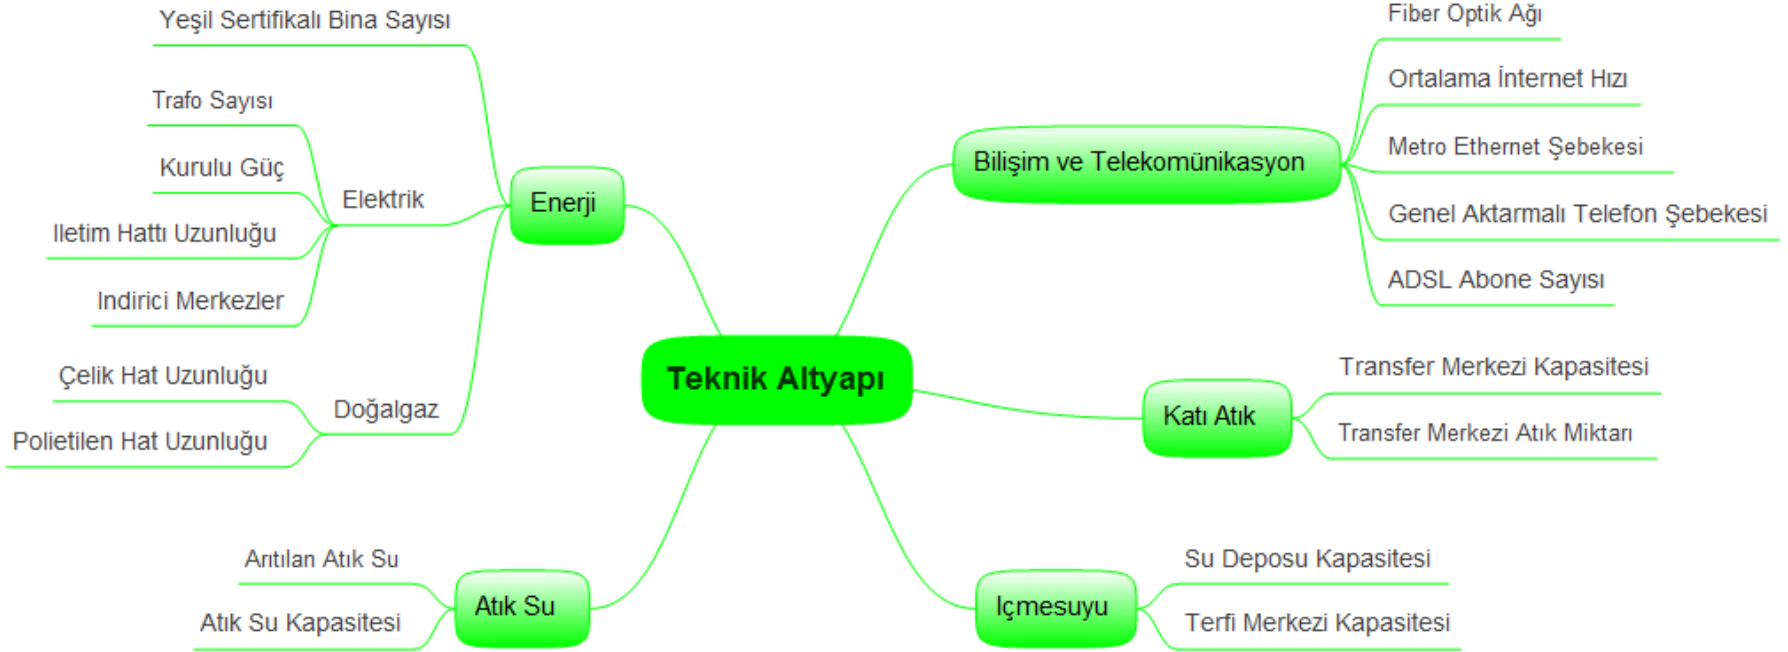 Yeşil Sertifikalı Bina Sayısı
Trafo Sayısı
Kurulu Güç
Iletim Hattı Uzunluğu
Indirici Merkezler
Elektrik
Çelik Hat Uzunluğu
Polietilen Hat Uzunluğu
Doğalgaz
Enerji
Arıtılan Atık Su
Atık Su Kapasitesi
Atık Su
Teknik Altyapı
Bilişim ve Telekomünikasyon
Fiber Optik Ağı
Ortalama İnternet Hızı
Metro Ethernet Şebekesi
Genel Aktarmalı Telefon Şebekesi
ADSL Abone Sayısı
Katı Atık
Transfer Merkezi Kapasitesi
Transfer Merkezi Atık Miktarı
Içmesuyu
Su Deposu Kapasitesi
Terfi Merkezi Kapasitesi